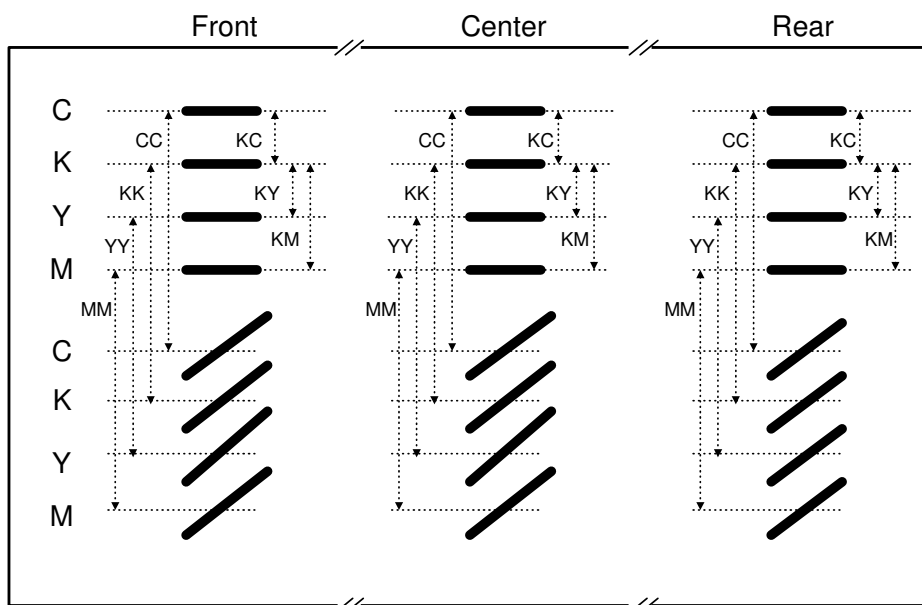 Front Center Rear
C
CC KC CC KC CC KC
K
KK KY KK KY KK KY
Y
YY KM YY KM YY KM
M
MM MM MM
C
K
Y
M